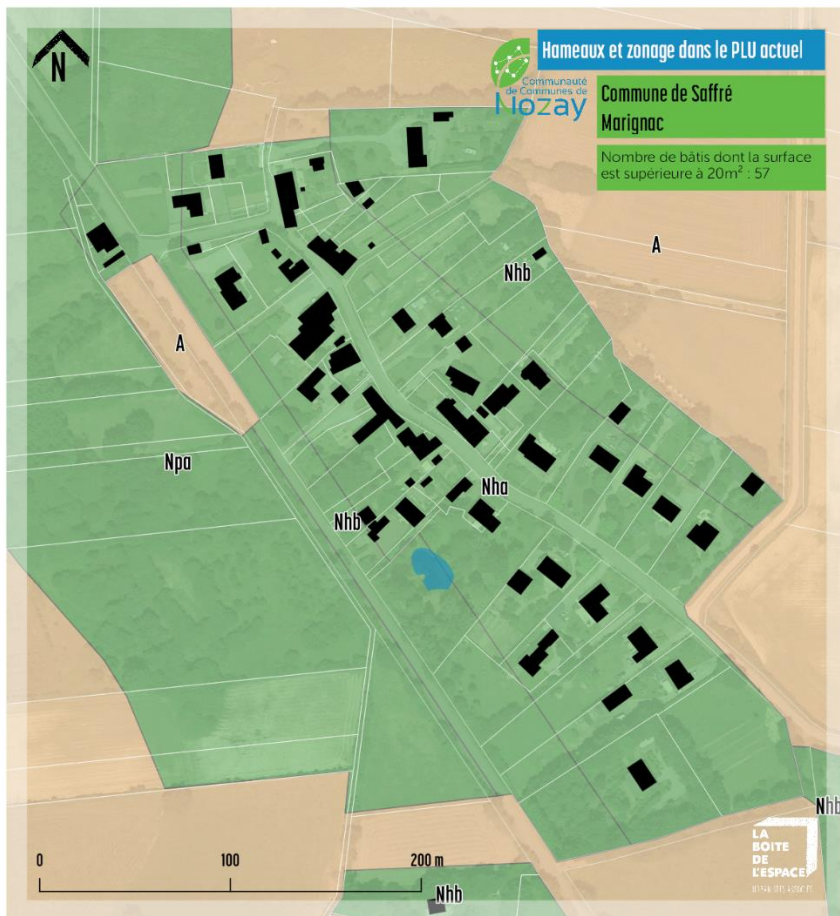 N
Hameaux et zonage dans le PLU actuel
Communauté
de Communes de
Nozay
Commune de Saffré
Marignac
Nombre de bâtis dont la surface
est supérieure à 20m² : 57
A
Nhb
A
Npa
Nha
Nhb
Nhb
LA
BOITE
DE
L'ESPACE
0
100
200 m
Nhb